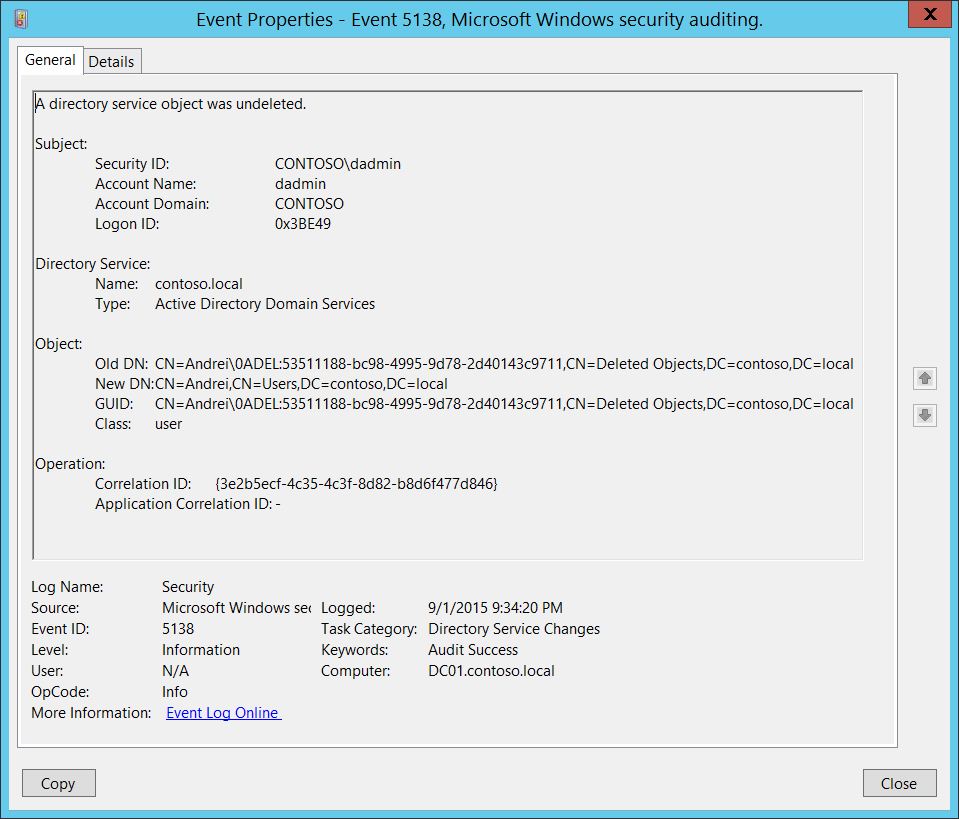 Event Properties - Event 5138, Microsoft Windows security auditing.
General Details
A directory service object was undeleted.
Subject:
Security ID: CONTOSO\dadmin
Account Name: dadmin
Account Domain: CONTOSO
Logon ID: 0x3BE49
Directory Service:
Name: contoso.local
Type: Active Directory Domain Services
Object:
Old DN: CN=Andrei\0ADEL:53511188-bc98-4995-9d78-2d40143c9711,CN=Deleted Objects,DC=contoso,DC=local
New DN:CN=Andrei,CN=Users,DC=contoso,DC=local
GUID: CN=Andrei\0ADEL:53511188-bc98-4995-9d78-2d40143c9711,CN=Deleted Objects,DC=contoso,DC=local
Class: user
Operation:
Correlation ID: {3e2b5ecf-4c35-4c3f-8d82-b8d6f477d846}
Application Correlation ID: -
Log Name: Security
Source: Microsoft Windows sec Logged: 9/1/2015 9:34:20 PM
Event ID: 5138 Task Category: Directory Service Changes
Level: Information Keywords: Audit Success
User: N/A Computer: DC01.contoso.local
OpCode: Info
More Information: Event Log Online
Copy Close